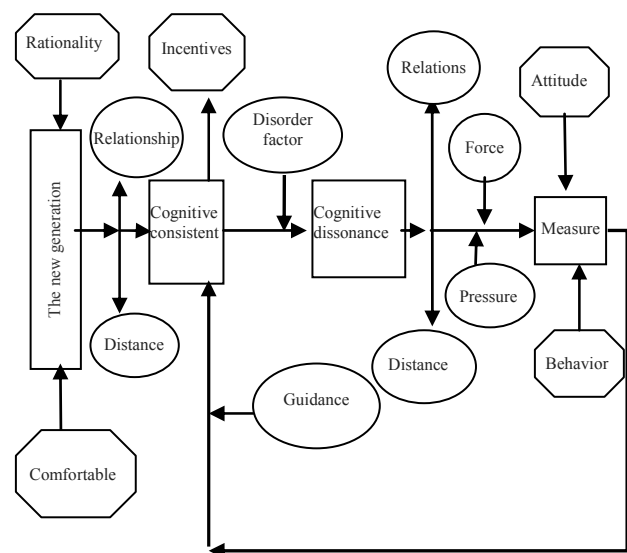 Rationality
Incentives
Relations
Attitude
Relationship
Disorder
factor
Force
The new generation
Cognitive
consistent
Cognitive
dissonance
Measure
Pressure
Distance
Distance
Behavior
Guidance
Comfortable